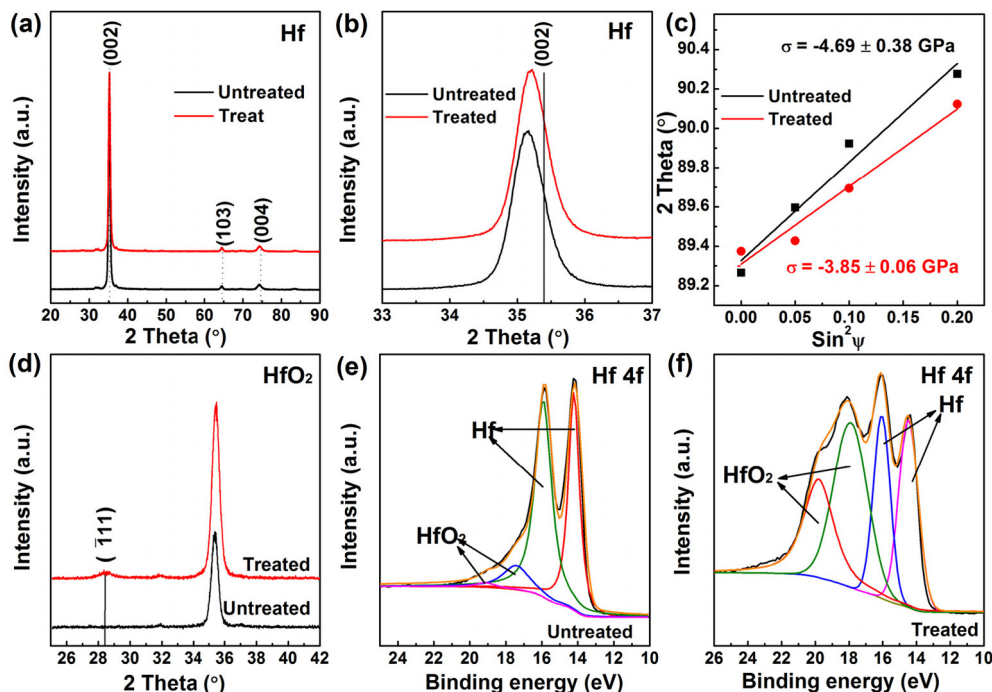 (a)
Hf
(002)
Untreated
Treat
(103)
(004)
Intensity (a.u.)
20 30 40 50 60 70 80 90
2 Theta (°)
(b)
Hf
(002)
Untreated
Treated
Intensity (a.u.)
33 34 35 36 37
2 Theta (°)
(c)
σ = -4.69 ± 0.38 GPa
Untreated
Treated
σ = -3.85 ± 0.06 GPa
2 Theta (°)
90.4
90.2
90.0
89.8
89.6
89.4
89.2
0.00 0.05 0.10 0.15 0.20
Sin²ψ
(d)
HfO₂
(1̄11)
Treated
Untreated
Intensity (a.u.)
26 28 30 32 34 36 38 40 42
2 Theta (°)
(e)
Hf 4f
Hf
HfO₂
Untreated
Intensity (a.u.)
24 22 20 18 16 14 12 10
Binding energy (eV)
(f)
Hf 4f
Hf
HfO₂
Treated
Intensity (a.u.)
26 24 22 20 18 16 14 12 10
Binding energy (eV)